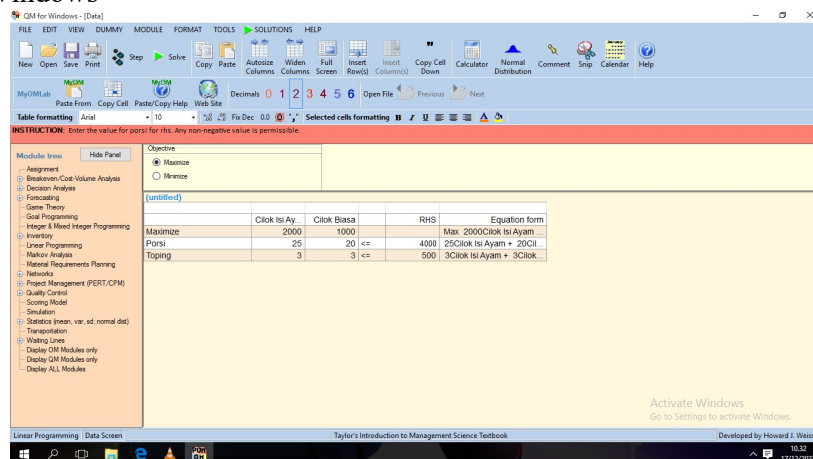 QM for Windows - [Data]
FILE EDIT VIEW DUMMY MODULE FORMAT TOOLS SOLUTIONS HELP
New Open Save Print Step Solve Copy Paste Autosize Columns Widen Columns Full Screen Insert Row(s) Insert Column(s) Copy Cell Down Calculator Normal Distribution Comment Snip Calendar Help
MyOMLab MyOM Paste From Copy Cell MyOM Paste/Copy Help Web Site Decimals 0 1 2 3 4 5 6 Open File Previous Next
Table formatting Arial 10 Fix Dec 0.0 0 Selected cells formatting B I U A
INSTRUCTION: Enter the value for porsi for rhs. Any non-negative value is permissible.
Module tree Hide Panel
Assignment
Breakeven/Cost-Volume Analysis
Decision Analysis
Forecasting
Game Theory
Goal Programming
Integer & Mixed Integer Programming
Inventory
Linear Programming
Markov Analysis
Material Requirements Planning
Networks
Project Management (PERT/CPM)
Quality Control
Scoring Model
Simulation
Statistics (mean, var, sd; normal dist)
Transportation
Waiting Lines
Display OM Modules only
Display QM Modules only
Display ALL Modules
Objective
Maximize
Minimize
(untitled)
Cilok Isi Ay... Cilok Biasa RHS Equation form
Maximize 2000 1000 Max 2000Cilok Isi Ayam ...
Porsi 25 20 <= 4000 25Cilok Isi Ayam + 20Cil...
Toping 3 3 <= 500 3Cilok Isi Ayam + 3Cilok...
Activate Windows
Go to Settings to activate Windows.
Linear Programming Data Screen Taylor's Introduction to Management Science Textbook Developed by Howard J. Weiss
10.32